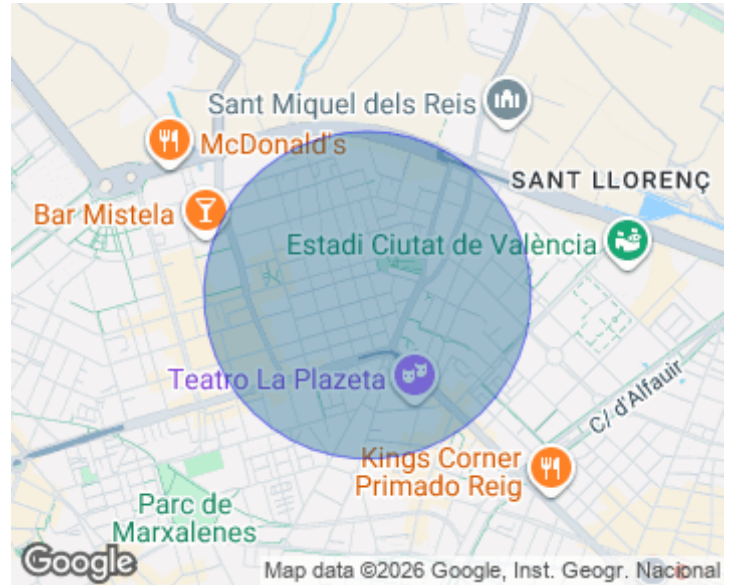 Sant Miquel dels Reis
McDonald's
SANT LLORENÇ
Bar Mistela
Estadi Ciutat de València
Teatro La Plazeta
C/ d'Alfauir
Kings Corner
Primado Reig
Parc de
Marxalenes
Google
Map data ©2026 Google, Inst. Geogr. Nacional